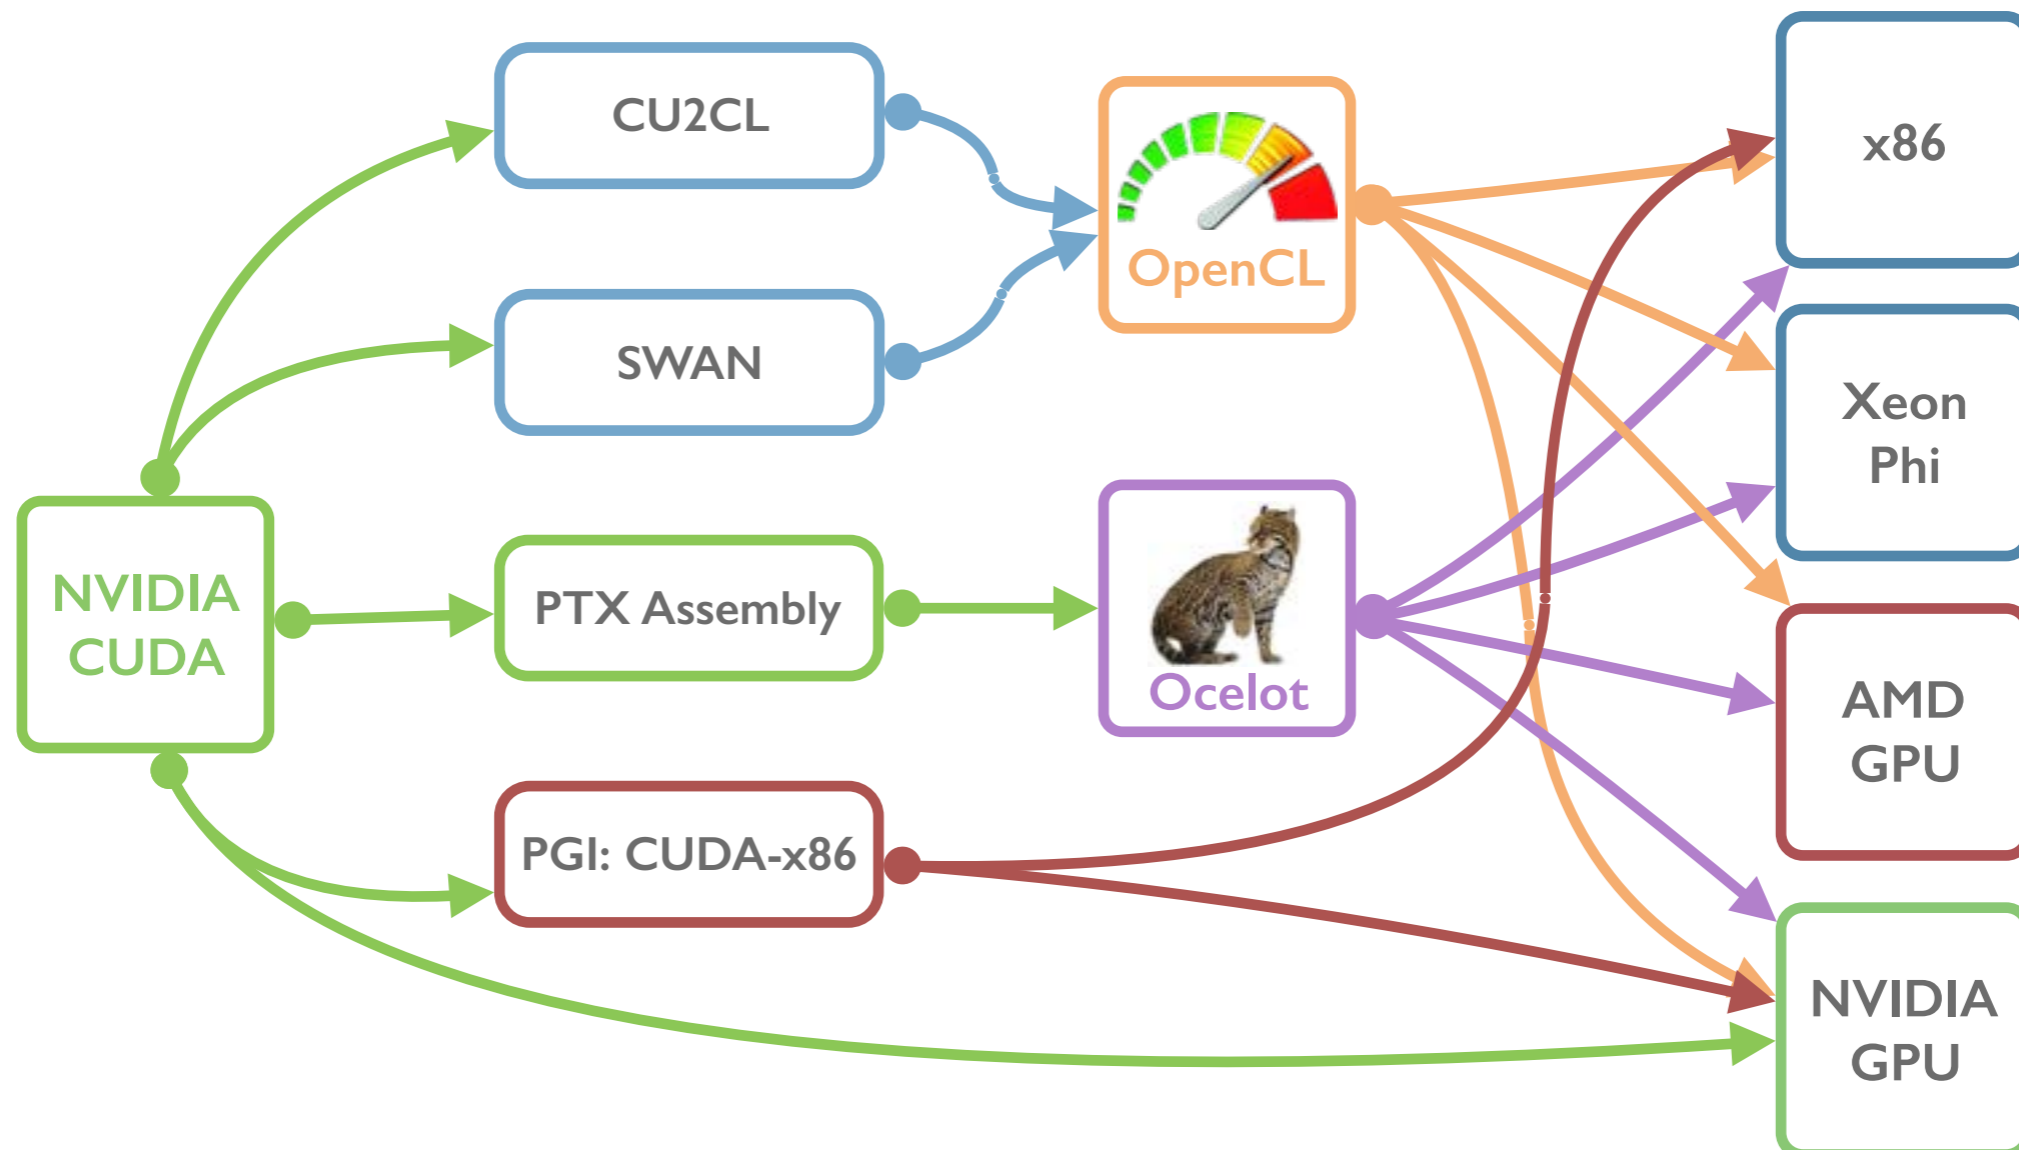 CU2CL
SWAN
NVIDIA
CUDA
PTX Assembly
PGI: CUDA-x86
OpenCL
Ocelot
x86
Xeon
Phi
AMD
GPU
NVIDIA
GPU